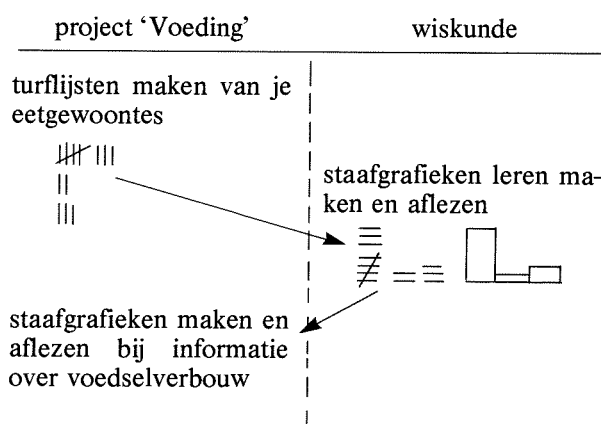 project ‘Voeding’
wiskunde
turflijsten maken van je
eetgewoontes
staafgrafieken leren ma-
ken en aflezen
staafgrafieken maken en
aflezen bij informatie
over voedselverbouw